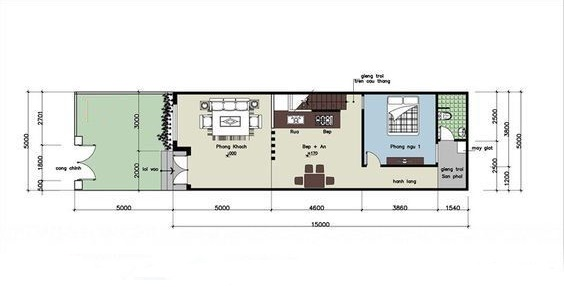 gieng troi
Tren cau thang
5000
2701
1800
500
3000
2000
cong chinh
loi vao
Phong Khach
±000
Rua
Bep
Bep + An
Phong ngu 1
hanh lang
may giat
gieng troi
San phoi
2500
2500
3800
1200
5000
5000
5000
4600
3860
1540
15000